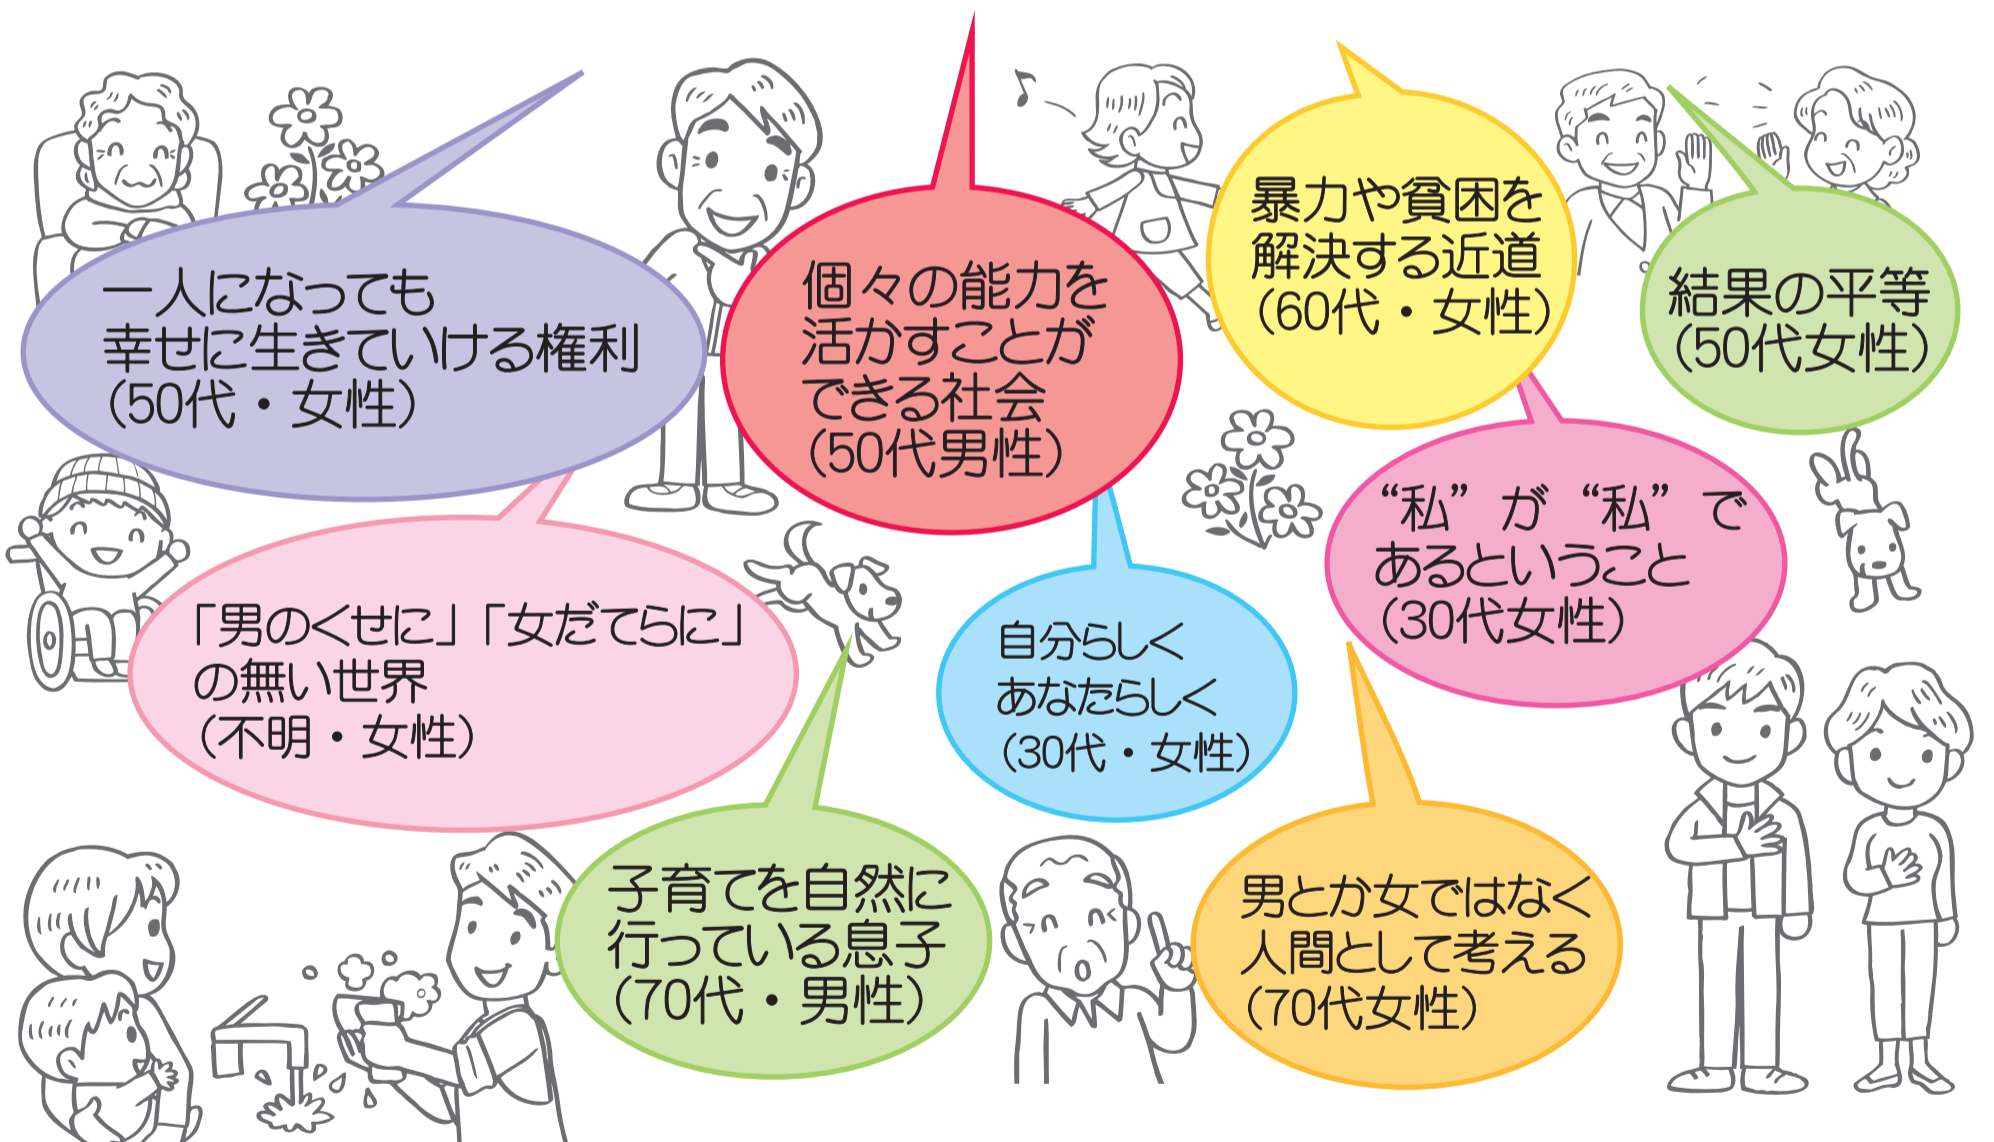 一人になっても
幸せに生きていける権利
（50代・女性）
個々の能力を
活かすことが
できる社会
（50代男性）
暴力や貧困を
解決する近道
（60代・女性）
結果の平等
（50代女性）
「男のくせに」「女だてらに」
の無い世界
（不明・女性）
自分らしく
あなたらしく
（30代・女性）
“私”が“私”で
あるということ
（30代女性）
子育てを自然に
行っている息子
（70代・男性）
男とか女ではなく
人間として考える
（70代女性）